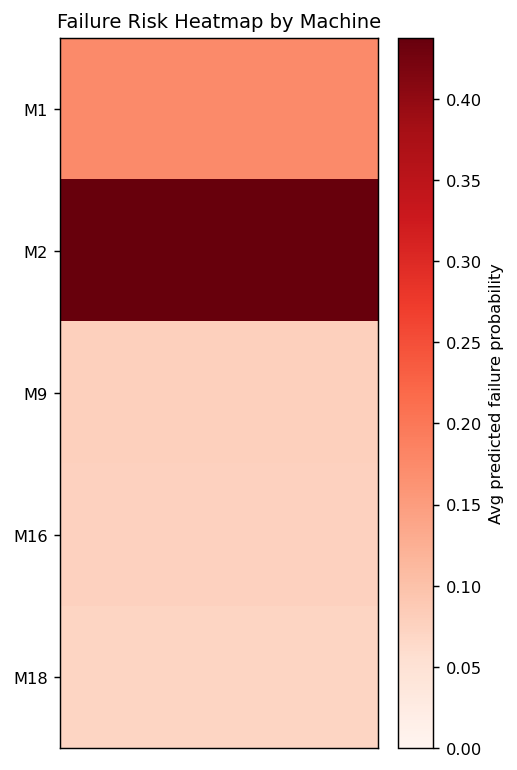 Failure Risk Heatmap by Machine
M1
M2
M9
M16
M18
0.40
0.35
0.30
0.25
0.20
0.15
0.10
0.05
0.00
Avg predicted failure probability